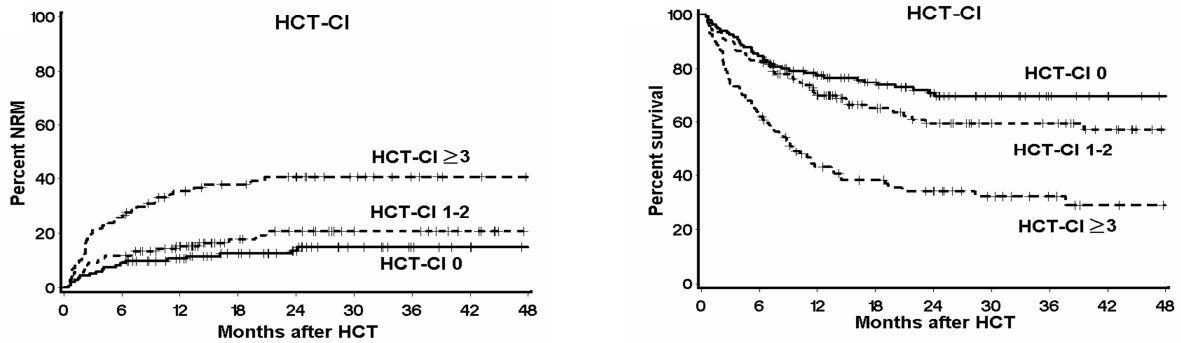 HCT-CI
100
80
60
40
20
0
Percent NRM
HCT-CI ≥3
HCT-CI 1-2
HCT-CI 0
0 6 12 18 24 30 36 42 48
Months after HCT
HCT-CI
100
80
60
40
20
0
Percent survival
HCT-CI 0
HCT-CI 1-2
HCT-CI ≥3
0 6 12 18 24 30 36 42 48
Months after HCT